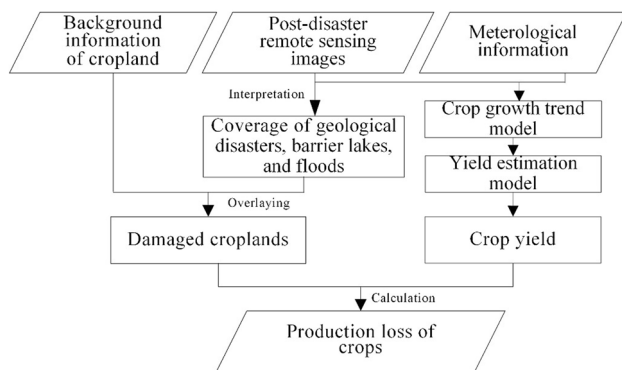 Background
information
of cropland
Post-disaster
remote sensing
images
Meterological
information
Interpretation
Coverage of geological
disasters, barrier lakes,
and floods
Crop growth trend
model
Yield estimation
model
Overlaying
Damaged croplands
Crop yield
Calculation
Production loss of
crops